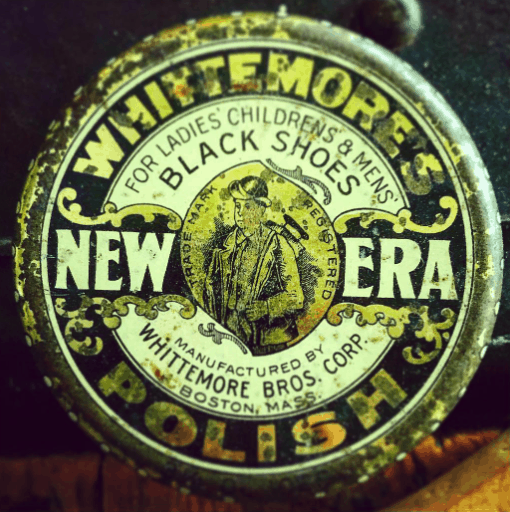 WHITTEMORE'S
FOR LADIES CHILDRENS & MENS'
BLACK SHOES
TRADE MARK
REGISTERED
NEW ERA
MANUFACTURED BY
WHITTEMORE BROS. CORP.
BOSTON, MASS.
POLISH